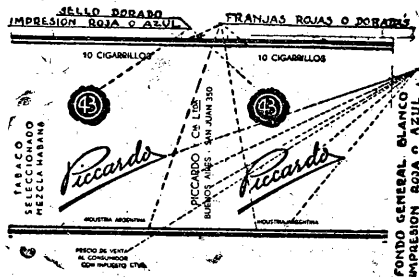 SELLO DORADO
IMPRESION ROJA O AZUL
FRANJAS ROJAS O DORADAS
10 CIGARRILLOS
10 CIGARRILLOS
43
43
TABACO
SELECCIONADO
MEZCLA HABANA
Piccardo
PICCARDO Cía LTDA
BUENOS AIRES SAN JUAN 350
Piccardo
INDUSTRIA ARGENTINA
INDUSTRIA ARGENTINA
PRECIO DE VENTA
AL CONSUMIDOR
CON IMPUESTO CTVS.
FONDO GENERAL BLANCO
IMPRESION ROJA O AZUL